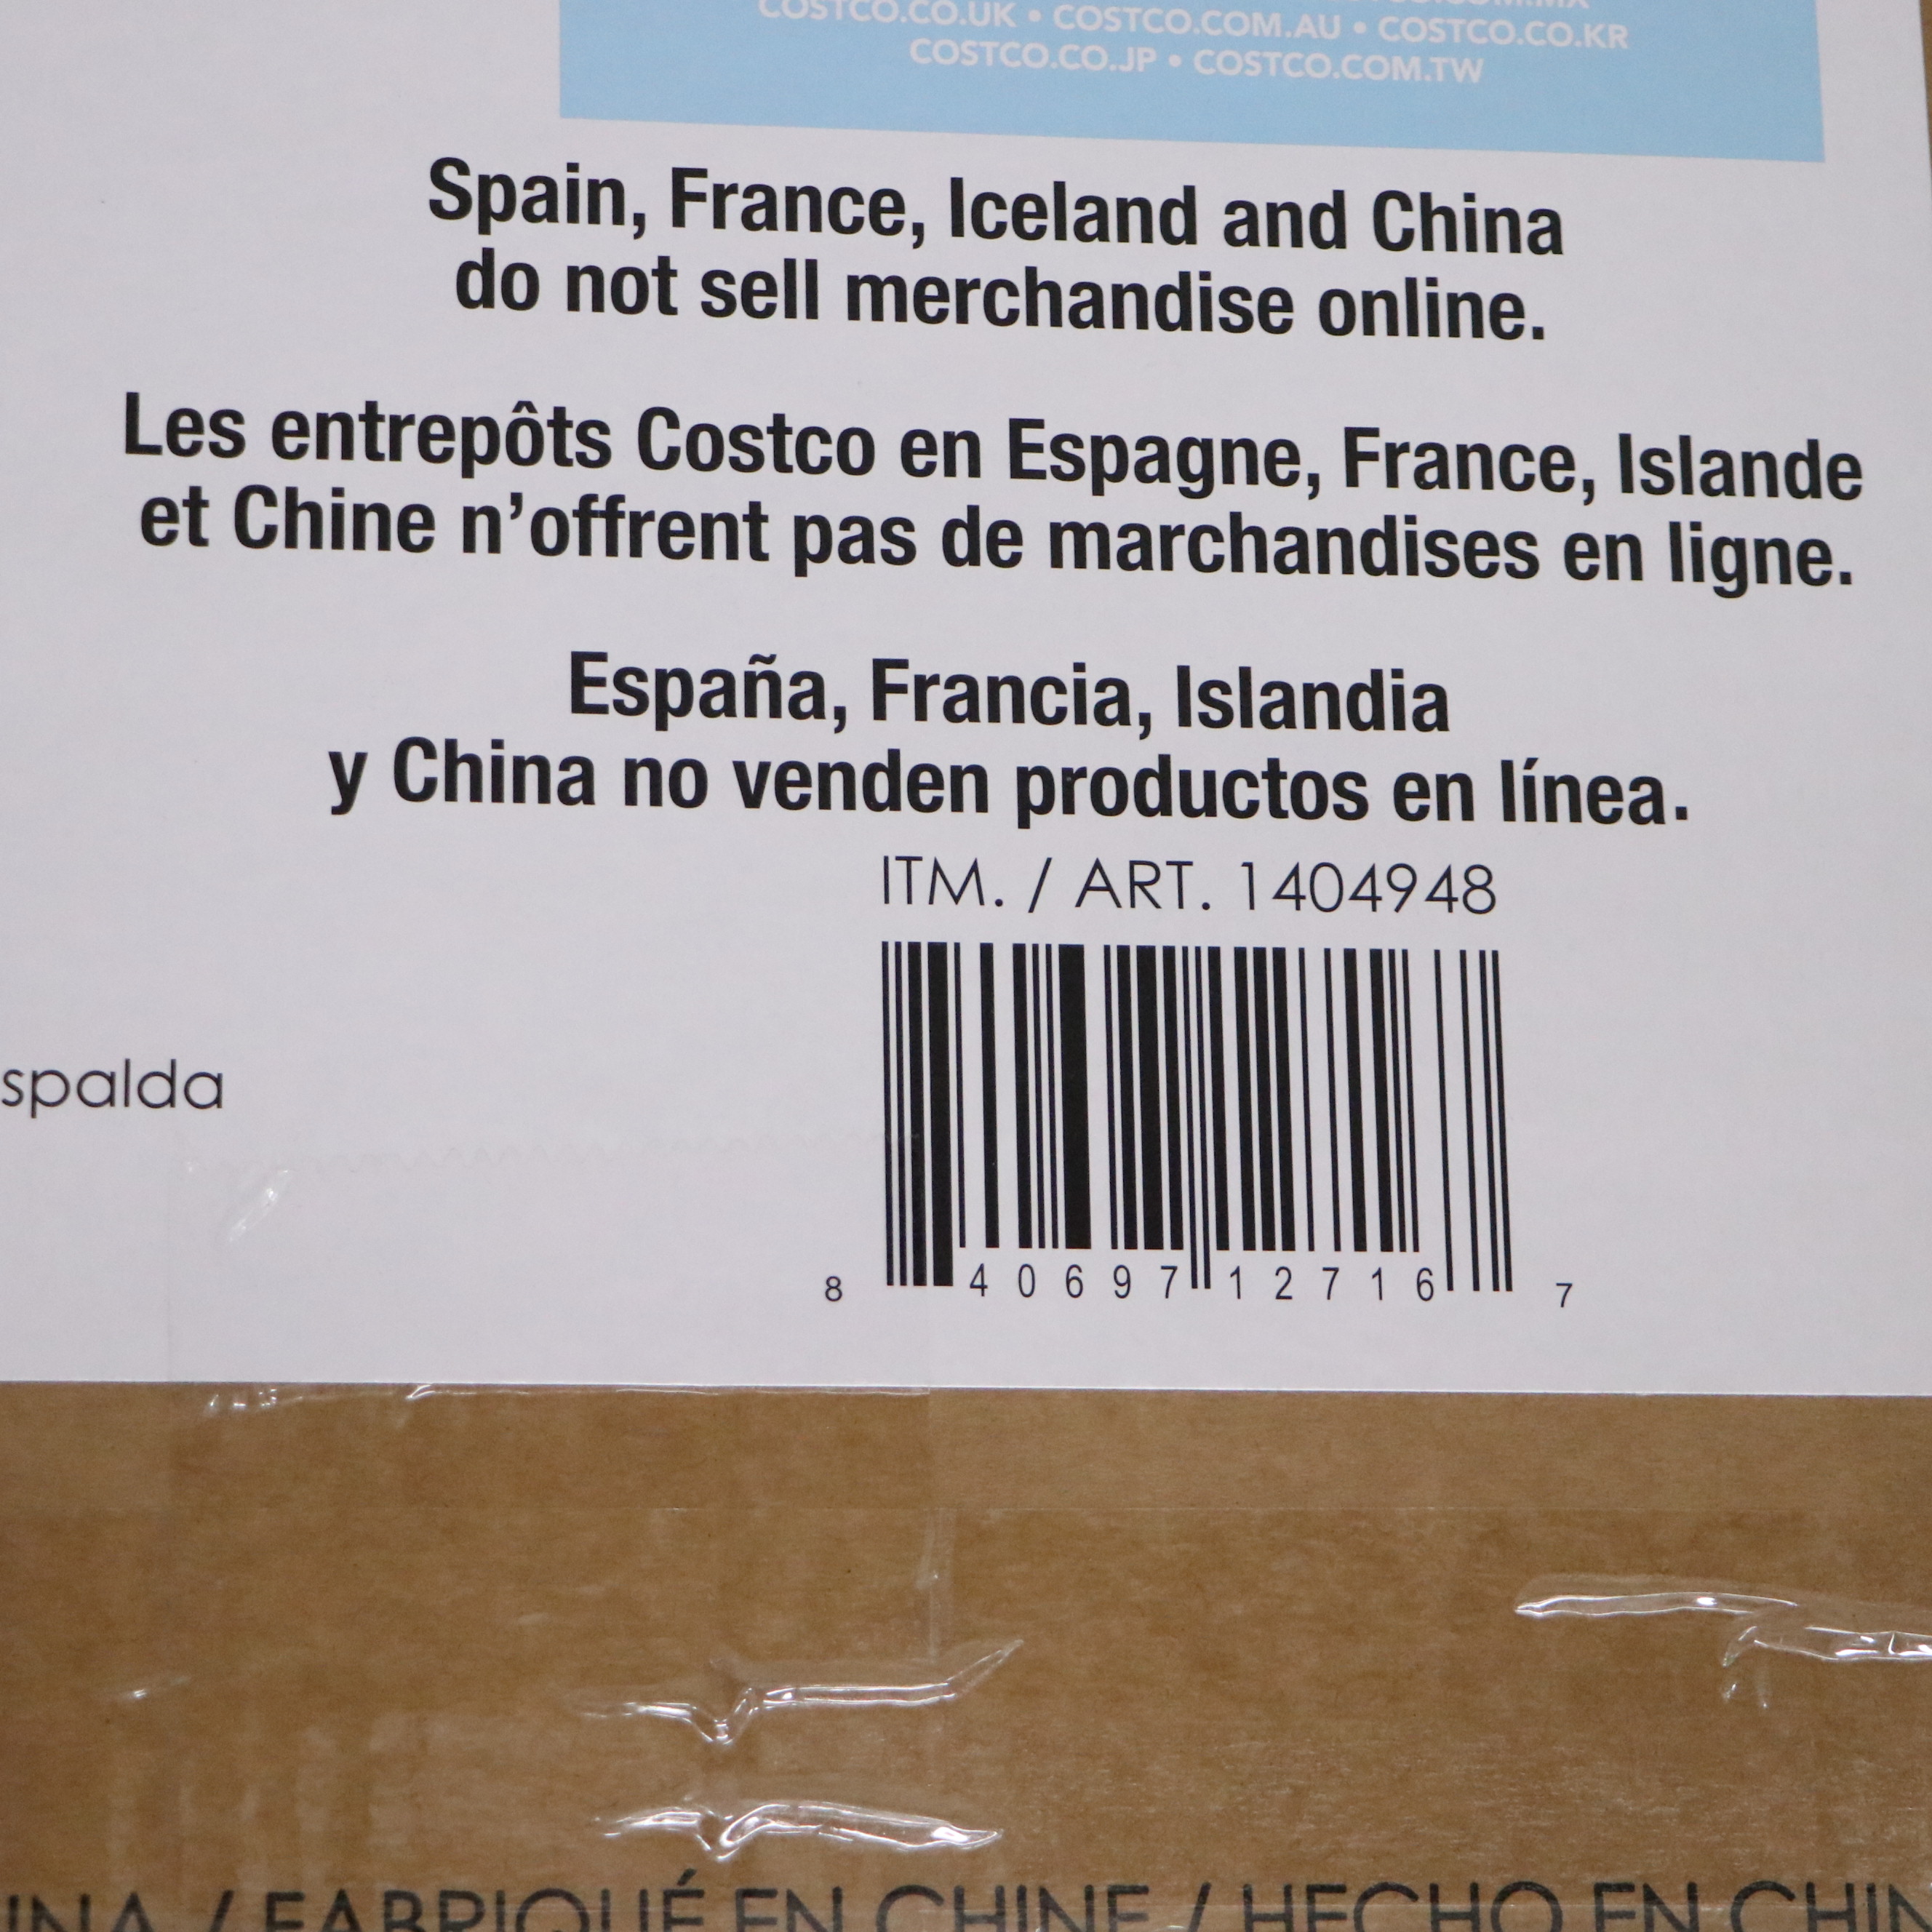 COSTCO.CO.UK • COSTCO.COM.AU • COSTCO.CO.KR
COSTCO.CO.JP • COSTCO.COM.TW
Spain, France, Iceland and China
do not sell merchandise online.
Les entrepôts Costco en Espagne, France, Islande
et Chine n’offrent pas de marchandises en ligne.
España, Francia, Islandia
y China no venden productos en línea.
ITM. / ART. 1404948
spalda
8 40697 12716 7
INA / FABRIQUÉ EN CHINE / HECHO EN CHIN